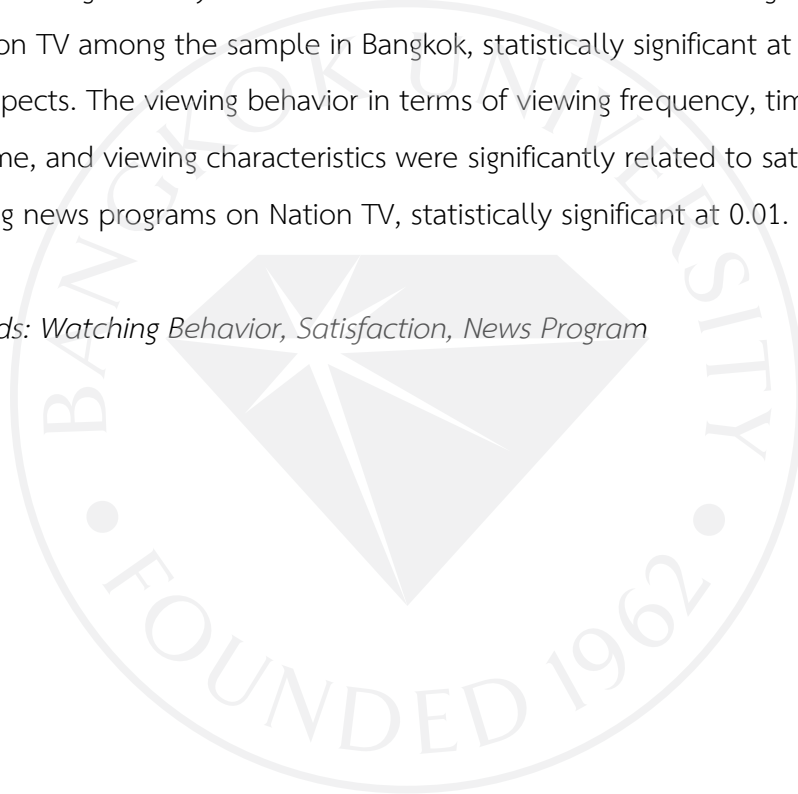 on TV among the sample in Bangkok, statistically significant at
pects. The viewing behavior in terms of viewing frequency,
me, and viewing characteristics were significantly related to
g news programs on Nation TV, statistically significant at 0.01.
ds: Watching Behavior, Satisfaction, News Program
BANGKOK UNIVERSITY
FOUNDED 1962